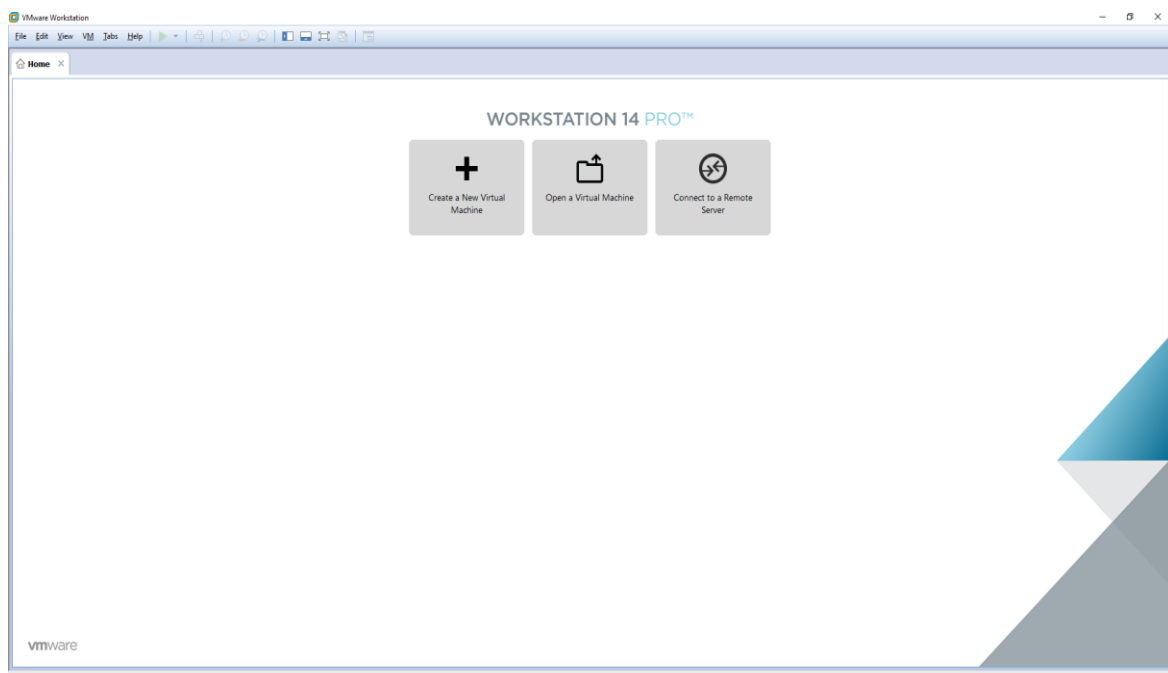 VMware Workstation
File Edit View VM Tabs Help
Home
WORKSTATION 14 PRO™
Create a New Virtual
Machine
Open a Virtual Machine
Connect to a Remote
Server
vmware